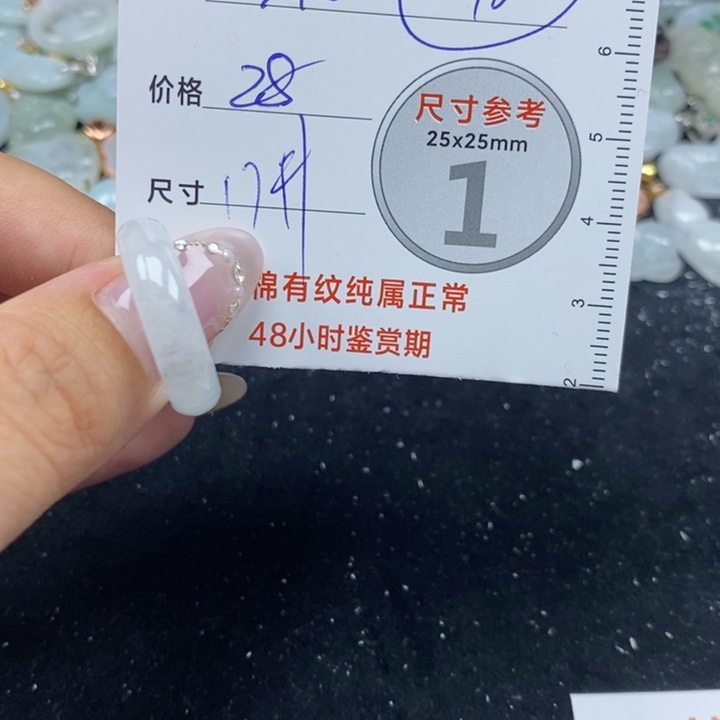 价格 28
尺寸 17
尺寸参考
25x25mm
1
棉有纹纯属正常
48小时鉴赏期
6
5
4
3
2